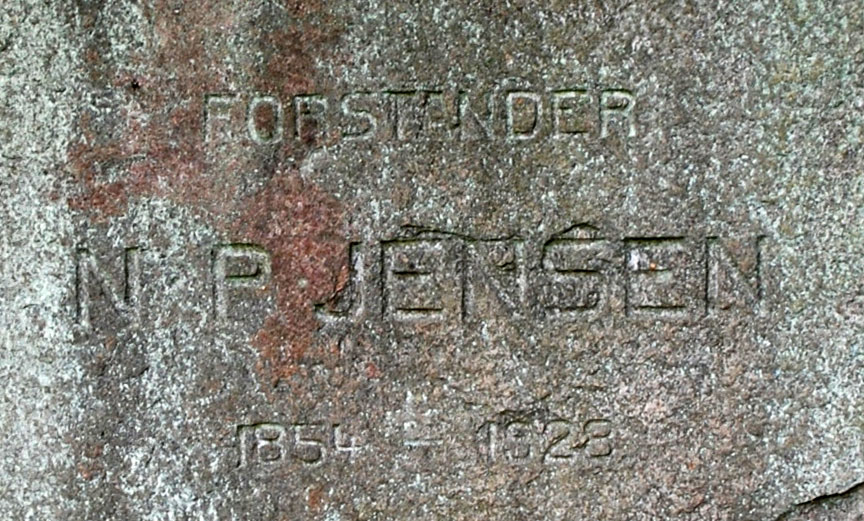 FORSTANDER
N·P·JENSEN
1854 – 1928